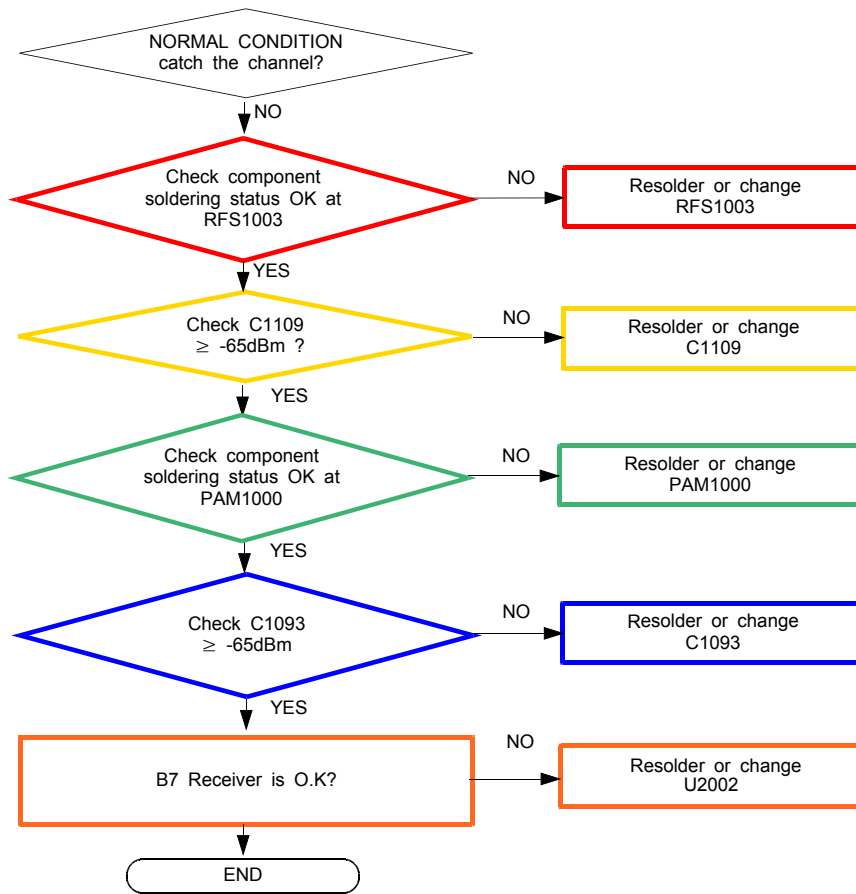 NORMAL CONDITION
catch the channel?
NO
Check component
soldering status OK at
RFS1003
NO
Resolder or change
RFS1003
YES
Check C1109
≥ -65dBm ?
NO
Resolder or change
C1109
YES
Check component
soldering status OK at
PAM1000
NO
Resolder or change
PAM1000
YES
Check C1093
≥ -65dBm
NO
Resolder or change
C1093
YES
B7 Receiver is O.K?
NO
Resolder or change
U2002
END